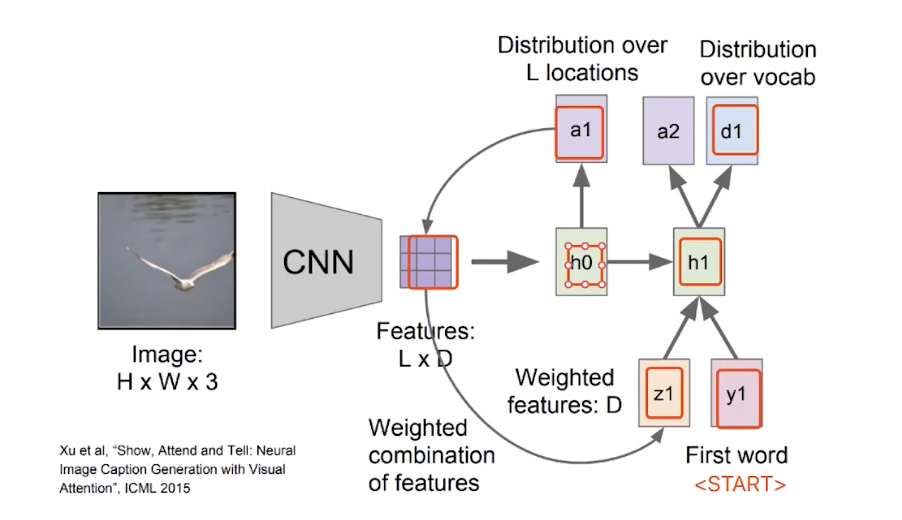 Distribution over
L locations
Distribution
over vocab
a1
a2
d1
CNN
h0
h1
Features:
L x D
Image:
H x W x 3
Weighted
features: D
z1
y1
Weighted
combination
of features
First word
<START>
Xu et al, “Show, Attend and Tell: Neural
Image Caption Generation with Visual
Attention”, ICML 2015